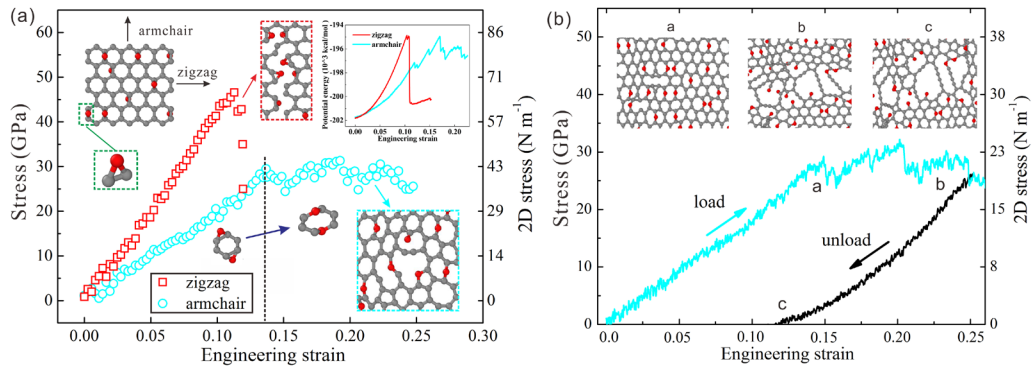 (a)
60
50
40
30
20
10
0
Stress (GPa)
armchair
zigzag
86
71
57
43
29
14
0
2D stress (N m⁻¹)
Potential energy (10^3 kcal/mol)
-194
-196
-198
-200
-202
zigzag
armchair
0.00 0.05 0.10 0.15 0.20
Engineering strain
zigzag
armchair
0.00 0.05 0.10 0.15 0.20 0.25 0.30
Engineering strain
(b)
50
40
30
20
10
0
Stress (GPa)
a b c
38
30
23
15
8
0
2D stress (N m⁻¹)
load
a
b
unload
c
0.00 0.05 0.10 0.15 0.20 0.25
Engineering strain